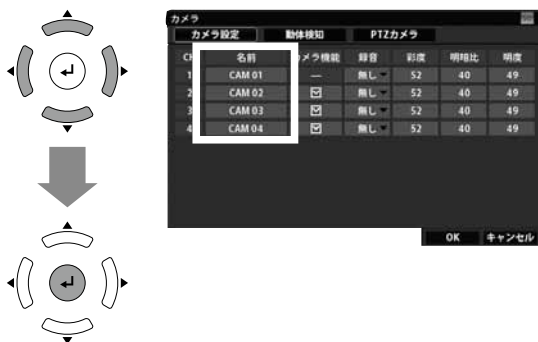 カメラ
カメラ設定 動体検知 PTZカメラ
CH 名前 カメラ機能 録音 彩度 明暗比 明度
1 CAM 01 — 無し 52 40 49
2 CAM 02 無し 52 40 49
3 CAM 03 無し 52 40 49
4 CAM 04 無し 52 40 49
OK キャンセル